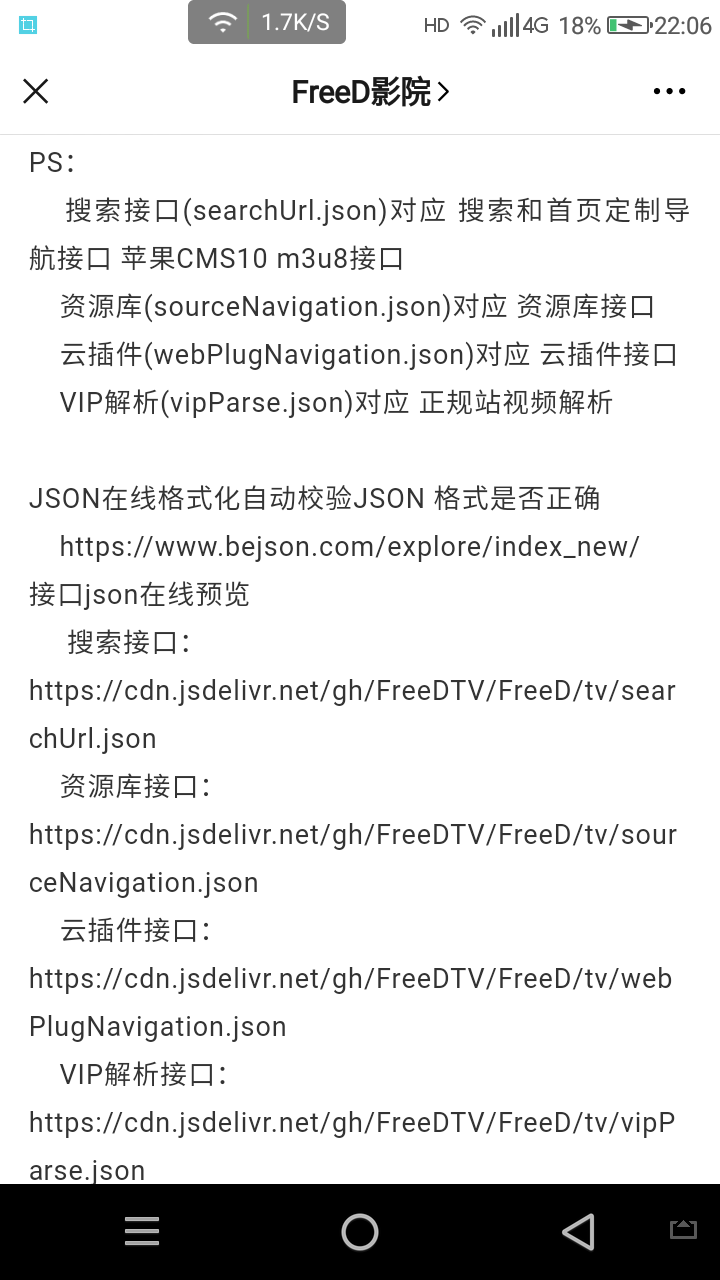 1.7K/S
HD 4G 18% 22:06
FreeD影院
PS：
搜索接口(searchUrl.json)对应 搜索和首页定制导
航接口 苹果CMS10 m3u8接口
资源库(sourceNavigation.json)对应 资源库接口
云插件(webPlugNavigation.json)对应 云插件接口
VIP解析(vipParse.json)对应 正规站视频解析
JSON在线格式化自动校验JSON 格式是否正确
https://www.bejson.com/explore/index_new/
接口json在线预览
搜索接口：
https://cdn.jsdelivr.net/gh/FreeDTV/FreeD/tv/sear
chUrl.json
资源库接口：
https://cdn.jsdelivr.net/gh/FreeDTV/FreeD/tv/sour
ceNavigation.json
云插件接口：
https://cdn.jsdelivr.net/gh/FreeDTV/FreeD/tv/web
PlugNavigation.json
VIP解析接口：
https://cdn.jsdelivr.net/gh/FreeDTV/FreeD/tv/vipP
arse.json